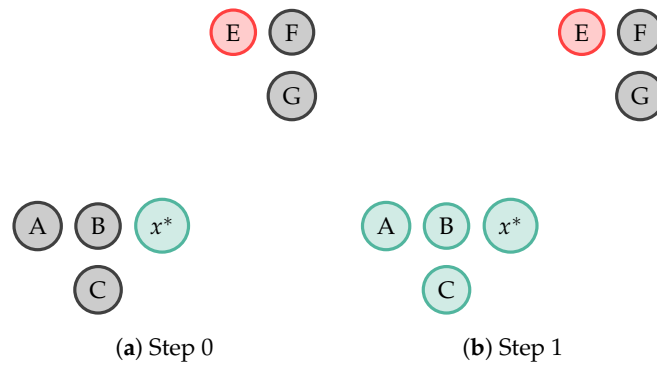 E F E F
G G
A B x* A B x*
C C
(a) Step 0 (b) Step 1